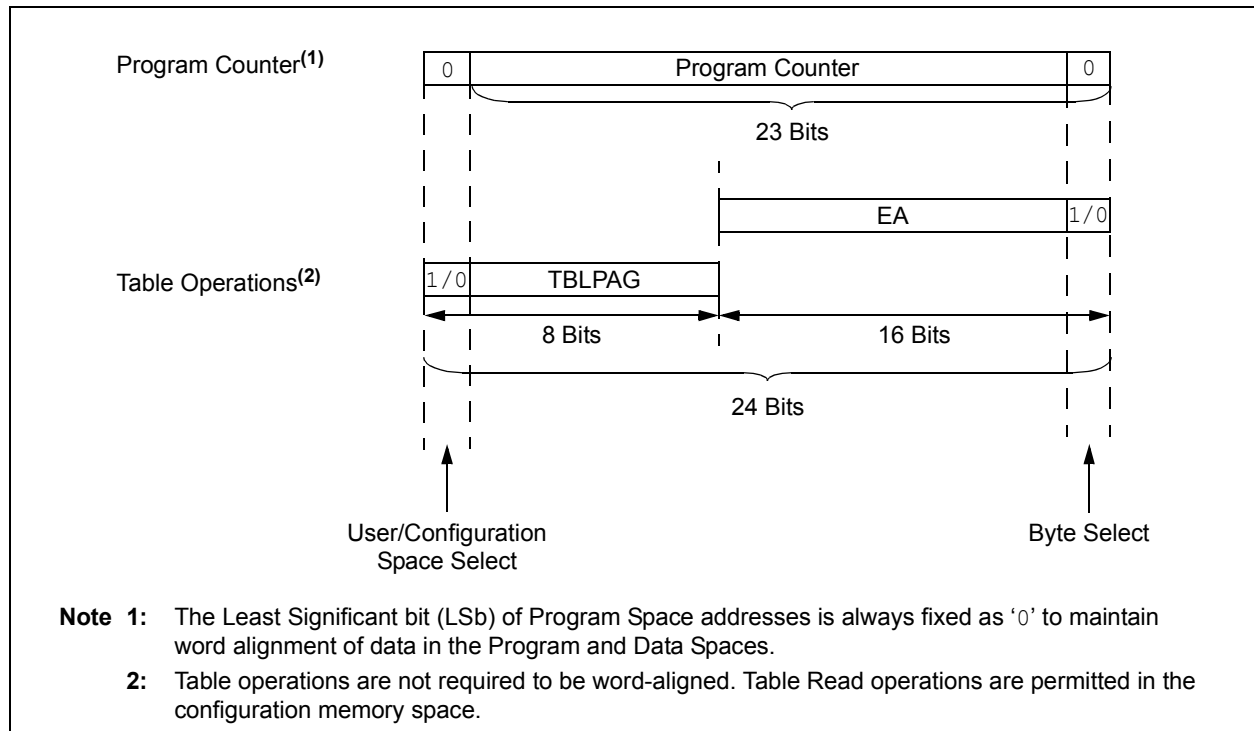 Program Counter(1)
0 Program Counter 0
23 Bits
EA 1/0
Table Operations(2)
1/0 TBLPAG
8 Bits 16 Bits
24 Bits
User/Configuration
Space Select
Byte Select
Note 1: The Least Significant bit (LSb) of Program Space addresses is always fixed as ‘0’ to maintain
word alignment of data in the Program and Data Spaces.
2: Table operations are not required to be word-aligned. Table Read operations are permitted in the
configuration memory space.